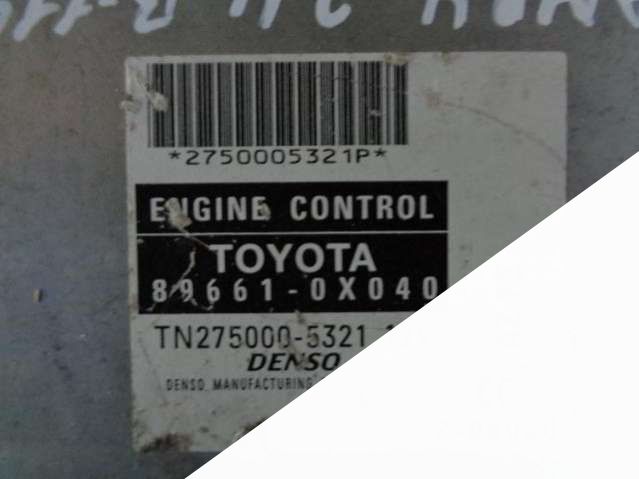 *2750005321P*
ENGINE CONTROL
TOYOTA
89661-0X040
TN275000-5321
DENSO
DENSO MANUFACTURING